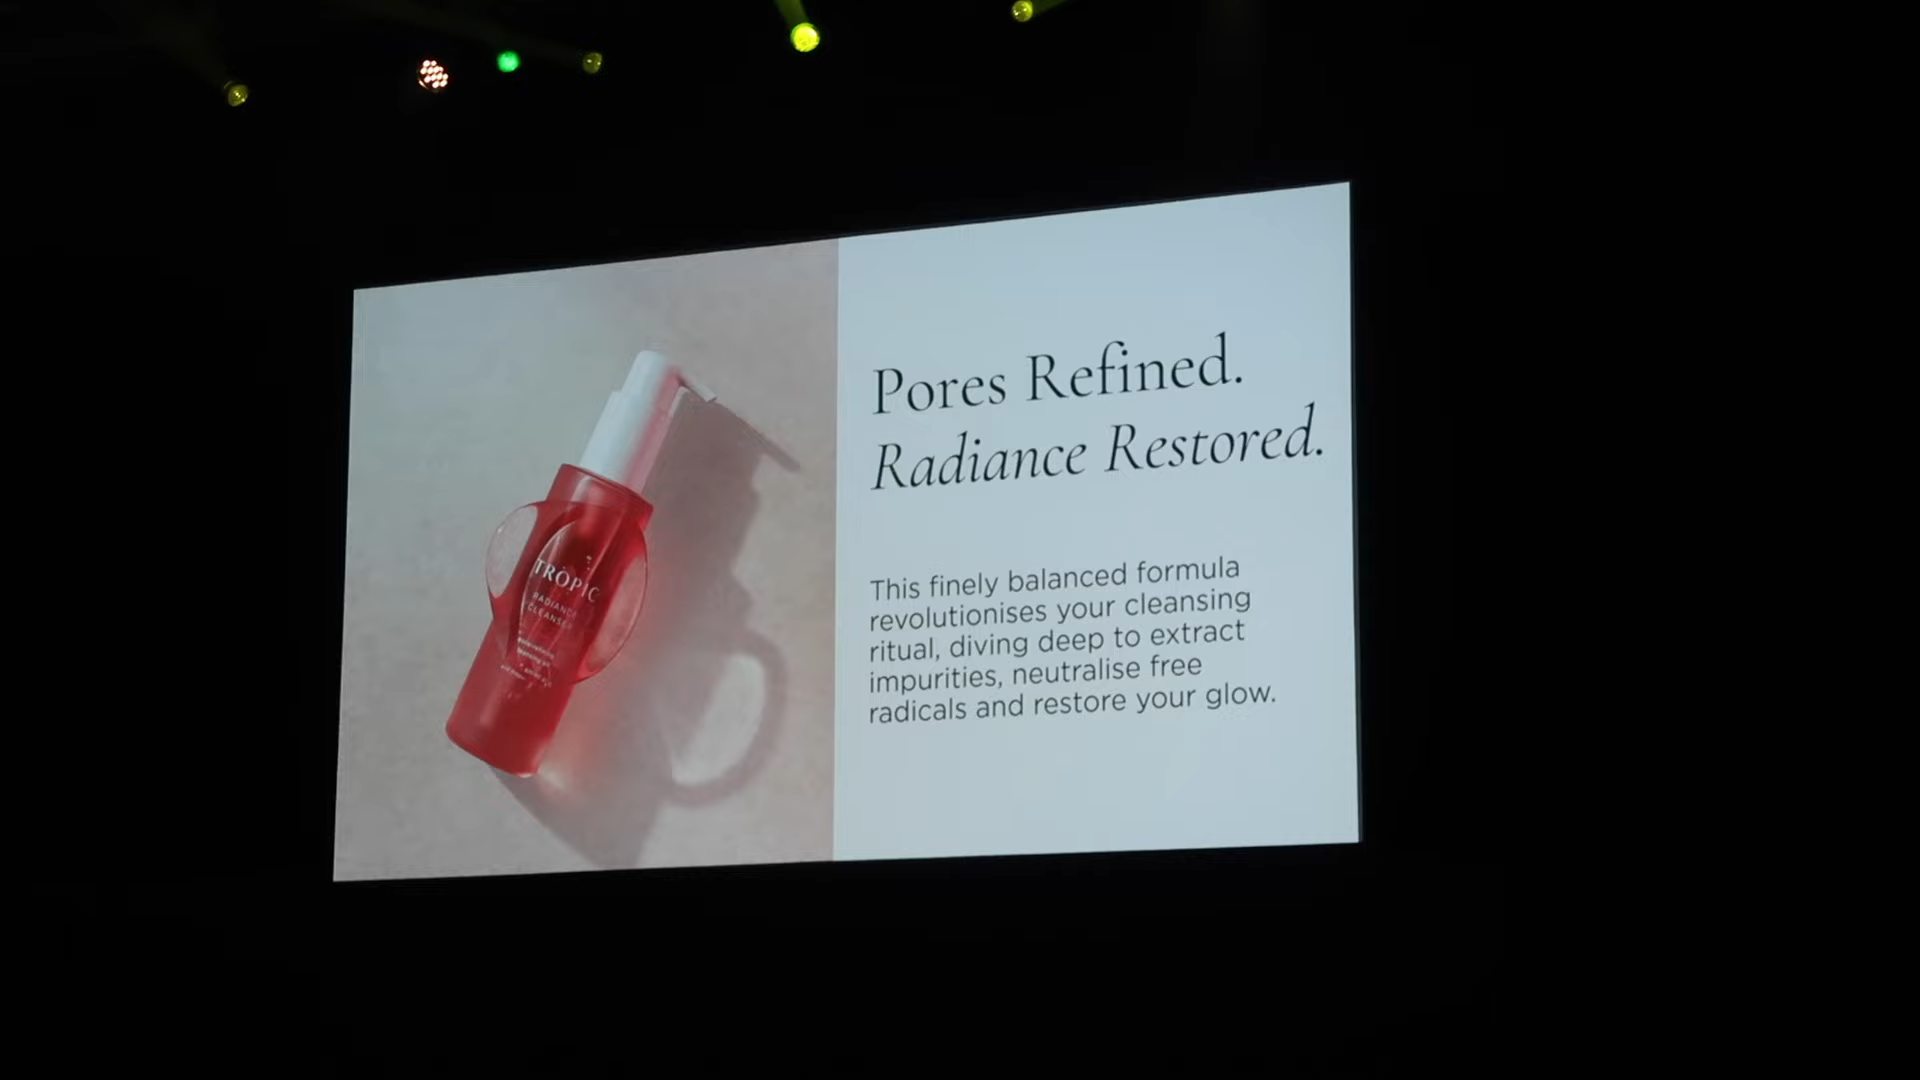 Pores Refined.
Radiance Restored.
This finely balanced formula
revolutionises your cleansing
ritual, diving deep to extract
impurities, neutralise free
radicals and restore your glow.
TROPIC
RADIANCE
CLEANSER